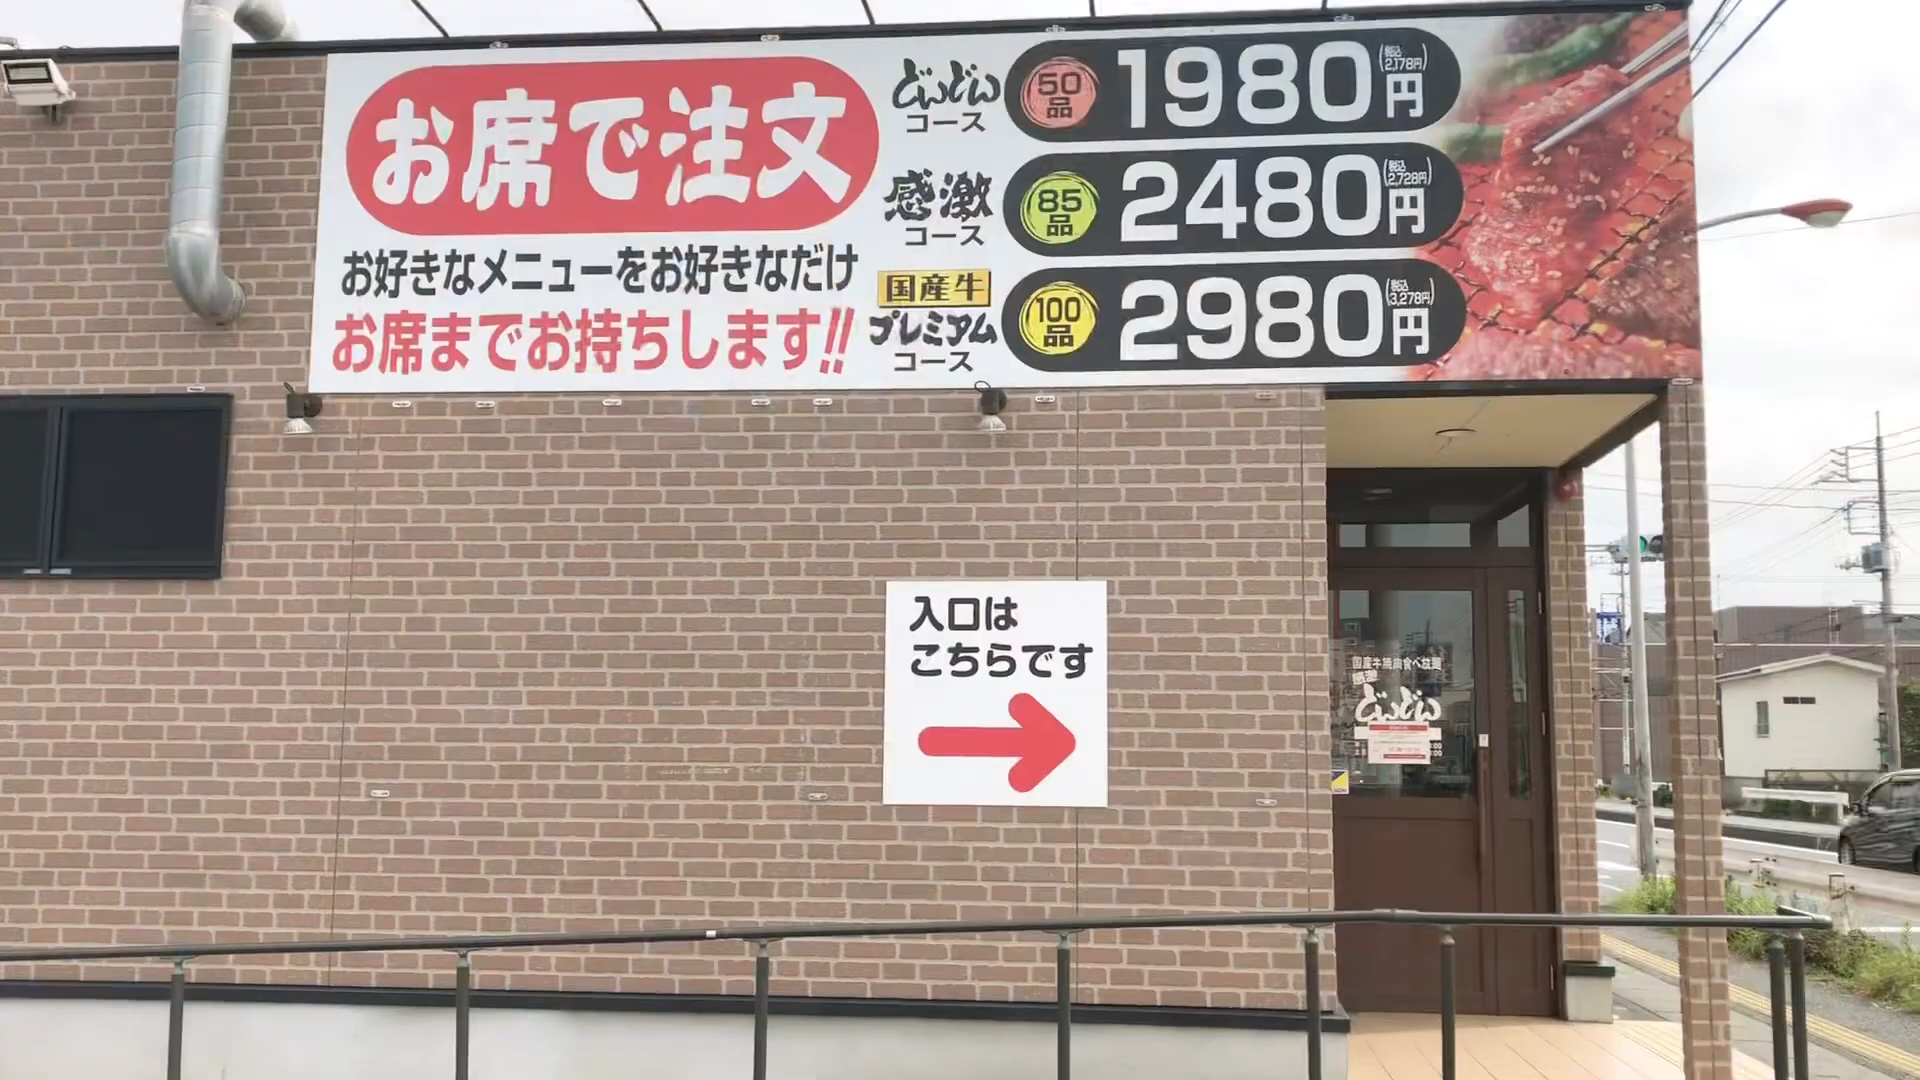 お席で注文
お好きなメニューをお好きなだけ
お席までお持ちします!!
どんどん
コース
50品
1980円
(税込2,178円)
感激
コース
85品
2480円
(税込2,728円)
国産牛
プレミアム
コース
100品
2980円
(税込3,278円)
入口は
こちらです
国産牛焼肉食べ放題
感激
どんどん